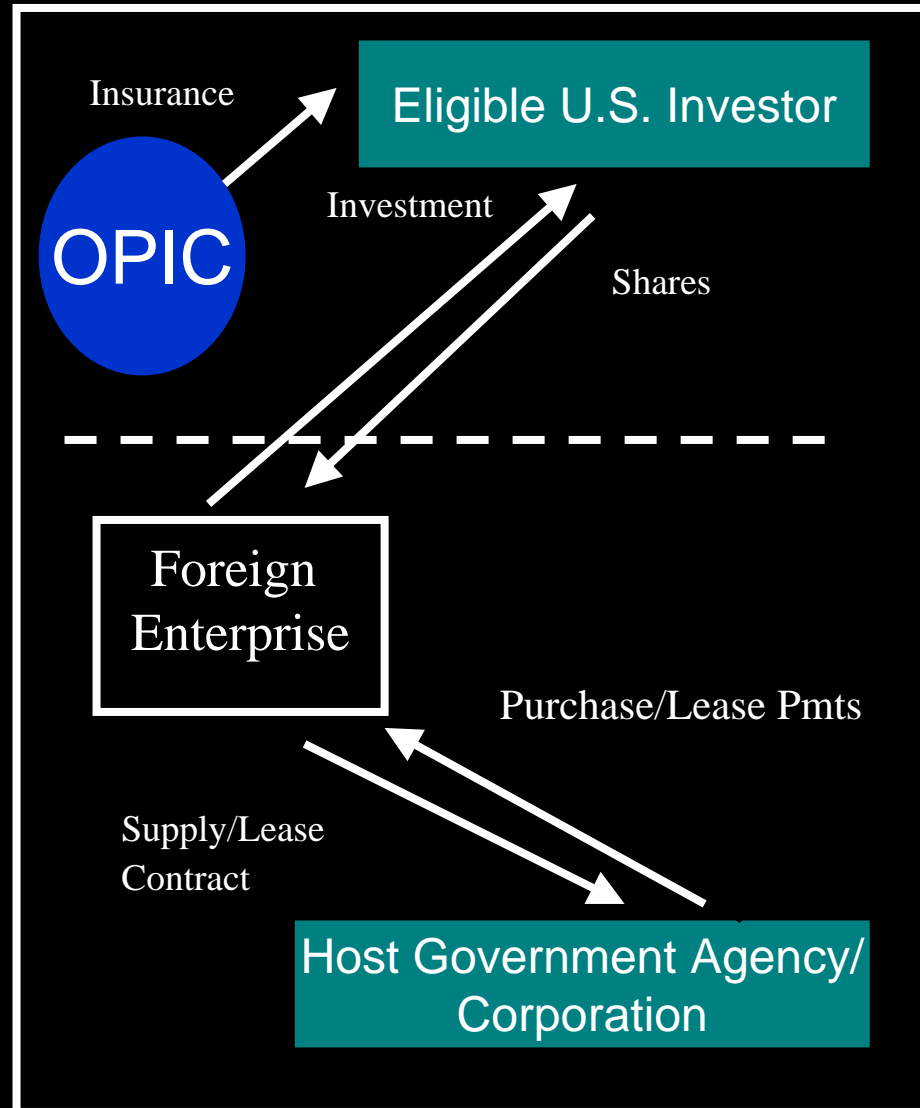 Insurance
Eligible U.S. Investor
OPIC
Investment
Shares
Foreign
Enterprise
Purchase/Lease Pmts
Supply/Lease
Contract
Host Government Agency/
Corporation